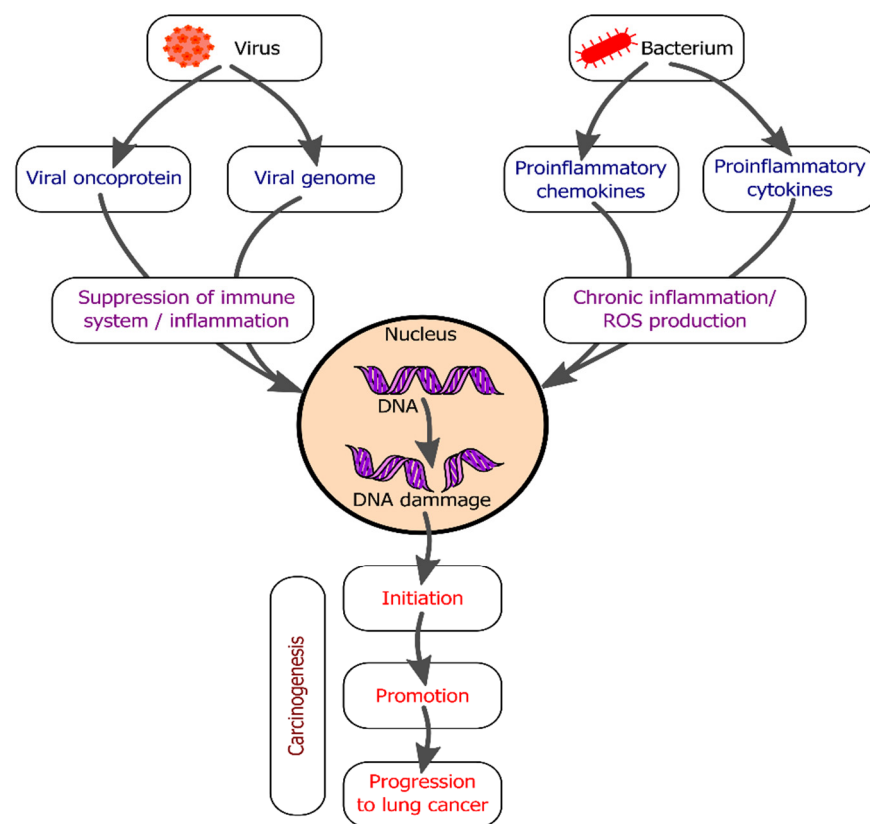 Virus
Bacterium
Viral oncoprotein
Viral genome
Proinflammatory
chemokines
Proinflammatory
cytokines
Suppression of immune
system / inflammation
Chronic inflammation/
ROS production
Nucleus
DNA
DNA dammage
Carcinogenesis
Initiation
Promotion
Progression
to lung cancer